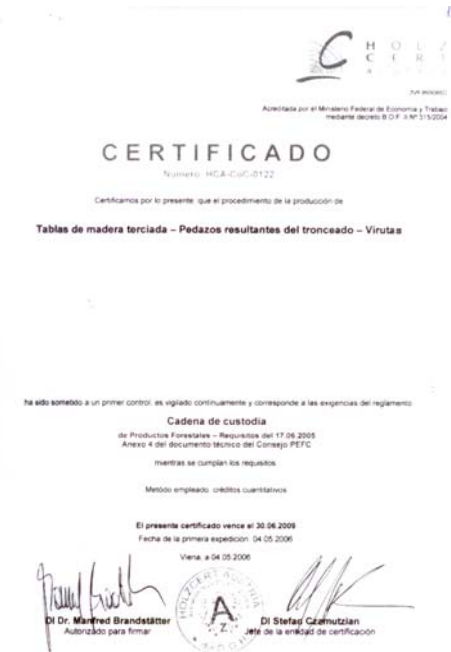 HOLZ
CERT
Acreditada por el Ministerio Federal de Economía y Trabajo
mediante decreto B.O.F. II Nº 315/2004
CERTIFICADO
Numero: HCA-CoC-0122
Certificamos por lo presente, que el procedimiento de la producción de
Tablas de madera terciada – Pedazos resultantes del tronceado – Virutas
ha sido sometido a un primer control, es vigilado continuamente y corresponde a las exigencias del reglamento
Cadena de custodia
de Productos Forestales – Requisitos del 17.06.2005
Anexo 4 del documento técnico del Consejo PEFC
mientras se cumplan los requisitos
Metodo empleado: créditos cuantitativos
El presente certificado vence el 30.06.2009
Fecha de la primera expedición: 04.05.2006
Viena, a 04.05.2006
HOLZCERT AUSTRIA
A
Z
DI Dr. Manfred Brandstätter
Autorizado para firmar
DI Stefan Czamutzian
Jefe de la entidad de certificación